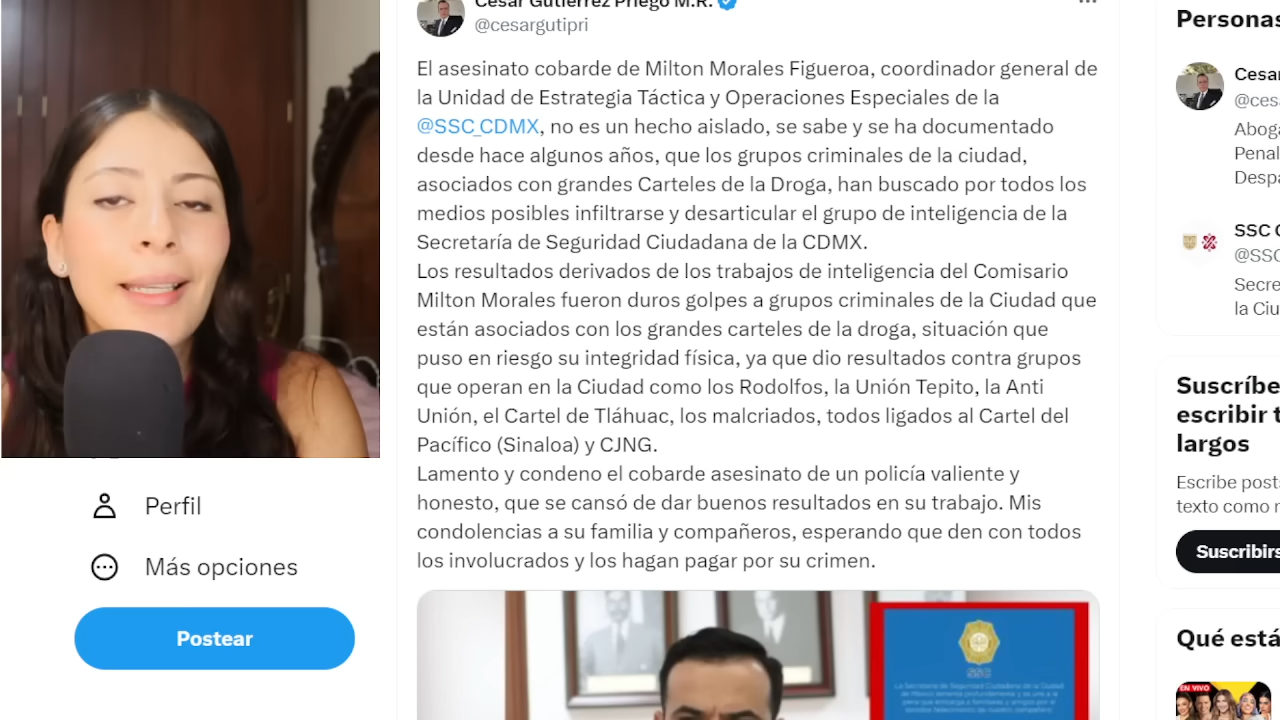 Cesar Gutiérrez Priego M.R.
@cesargutipri
El asesinato cobarde de Milton Morales Figueroa, coordinador general de
la Unidad de Estrategia Táctica y Operaciones Especiales de la
@SSC_CDMX, no es un hecho aislado, se sabe y se ha documentado
desde hace algunos años, que los grupos criminales de la ciudad,
asociados con grandes Carteles de la Droga, han buscado por todos los
medios posibles infiltrarse y desarticular el grupo de inteligencia de la
Secretaría de Seguridad Ciudadana de la CDMX.
Los resultados derivados de los trabajos de inteligencia del Comisario
Milton Morales fueron duros golpes a grupos criminales de la Ciudad que
están asociados con los grandes carteles de la droga, situación que
puso en riesgo su integridad física, ya que dio resultados contra grupos
que operan en la Ciudad como los Rodolfos, la Unión Tepito, la Anti
Unión, el Cartel de Tláhuac, los malcriados, todos ligados al Cartel del
Pacífico (Sinaloa) y CJNG.
Lamento y condeno el cobarde asesinato de un policía valiente y
honesto, que se cansó de dar buenos resultados en su trabajo. Mis
condolencias a su familia y compañeros, esperando que den con todos
los involucrados y los hagan pagar por su crimen.
SSC
Perfil
Más opciones
Postear
Personas
Cesar
@ces
Aboga
Penal
Despa
SSC C
@SSC
Secre
la Ciu
Suscríbe
escribir t
largos
Escribe post
texto como n
Suscribirs
Qué está
EN VIVO